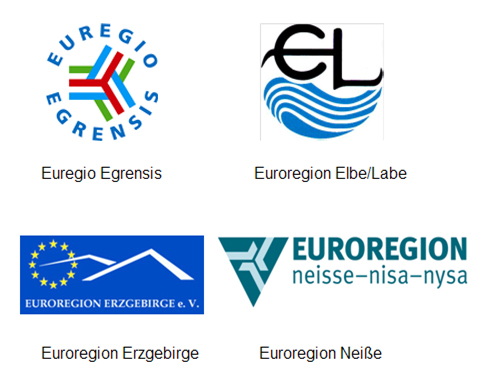 EUREGIO
EGRENSIS
EL
Euregio Egrensis
Euroregion Elbe/Labe
EUROREGION ERZGEBIRGE e. V.
EUROREGION
neisse–nisa–nysa
Euroregion Erzgebirge
Euroregion Neiße